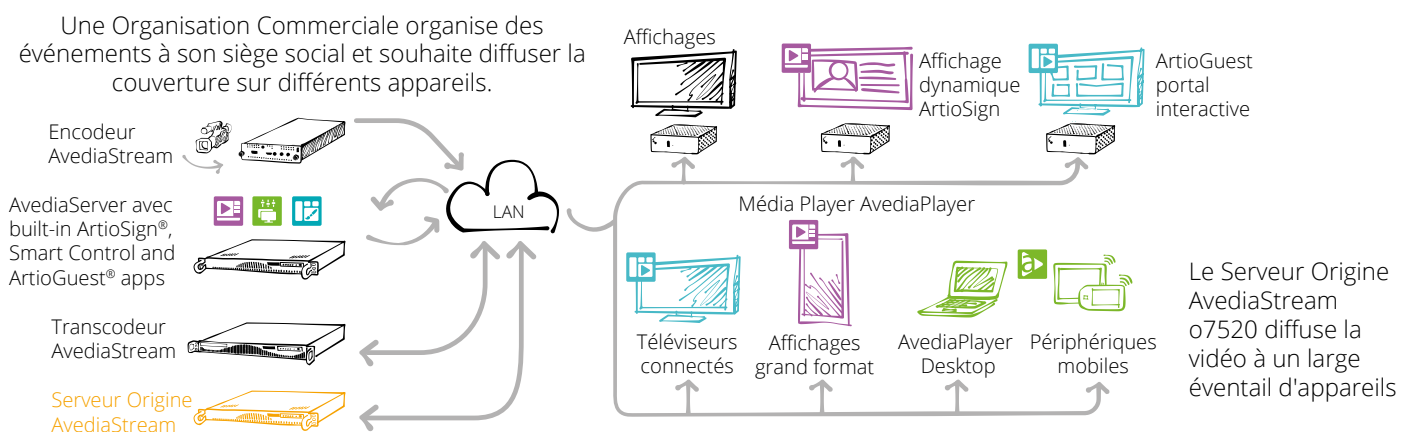 Une Organisation Commerciale organise des
événements à son siège social et souhaite diffuser la
couverture sur différents appareils.
Encodeur
AvediaStream
AvediaServer avec
built-in ArtioSign®,
Smart Control and
ArtioGuest® apps
Transcodeur
AvediaStream
Serveur Origine
AvediaStream
LAN
Affichages
Affichage
dynamique
ArtioSign
ArtioGuest
portal
interactive
Média Player AvediaPlayer
Téléviseurs
connectés
Affichages
grand format
AvediaPlayer
Desktop
a
Périphériques
mobiles
Le Serveur Origine
AvediaStream
o7520 diffuse la
vidéo à un large
éventail d'appareils